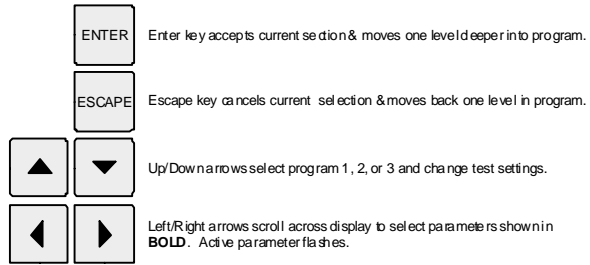 ENTER Enter key accepts current section & moves one level deeper into program.
ESCAPE Escape key cancels current selection & moves back one level in program.
Up/Down arrows select program 1, 2, or 3 and change test settings.
Left/Right arrows scroll across display to select parameters shown in
BOLD. Active parameter flashes.